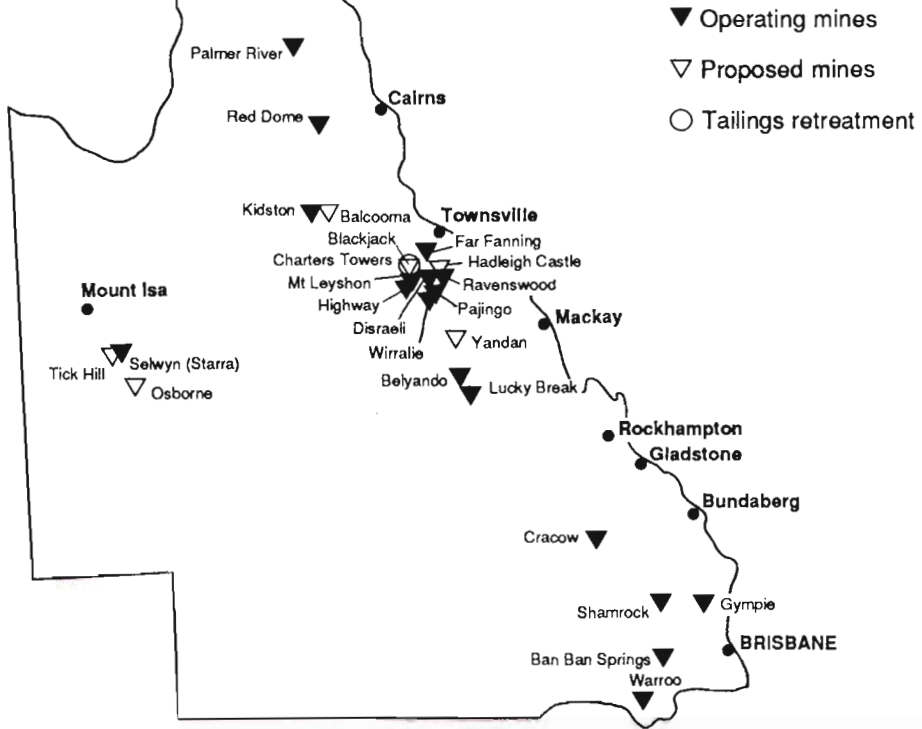 Operating mines
Palmer River
Proposed mines
Cairns
Red Dome
Tailings retreatment
Kidston
Balcooma
Townsville
Blackjack
Far Fanning
Charters Towers
Hadleigh Castle
Mt Leyshon
Ravenswood
Highway
Pajingo
Mount Isa
Disraeli
Mackay
Wirralie
Yandan
Tick Hill
Selwyn (Starra)
Osborne
Belyando
Lucky Break
Rockhampton
Gladstone
Bundaberg
Cracow
Shamrock
Gympie
BRISBANE
Ban Ban Springs
Warroo